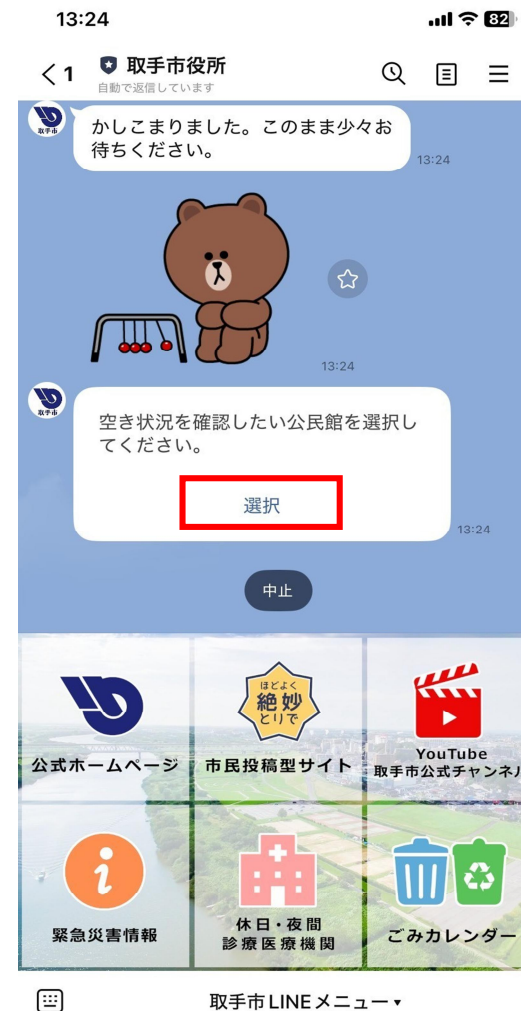 13:24
82
1
取手市役所
自動で返信しています
取手市
かしこまりました。このまま少々お
待ちください。
13:24
13:24
取手市
空き状況を確認したい公民館を選択し
てください。
選択
13:24
中止
ほどよく
絶妙
とりで
公式ホームページ
市民投稿型サイト
YouTube
取手市公式チャンネル
緊急災害情報
休日・夜間
診療医療機関
ごみカレンダー
取手市LINEメニュー▾